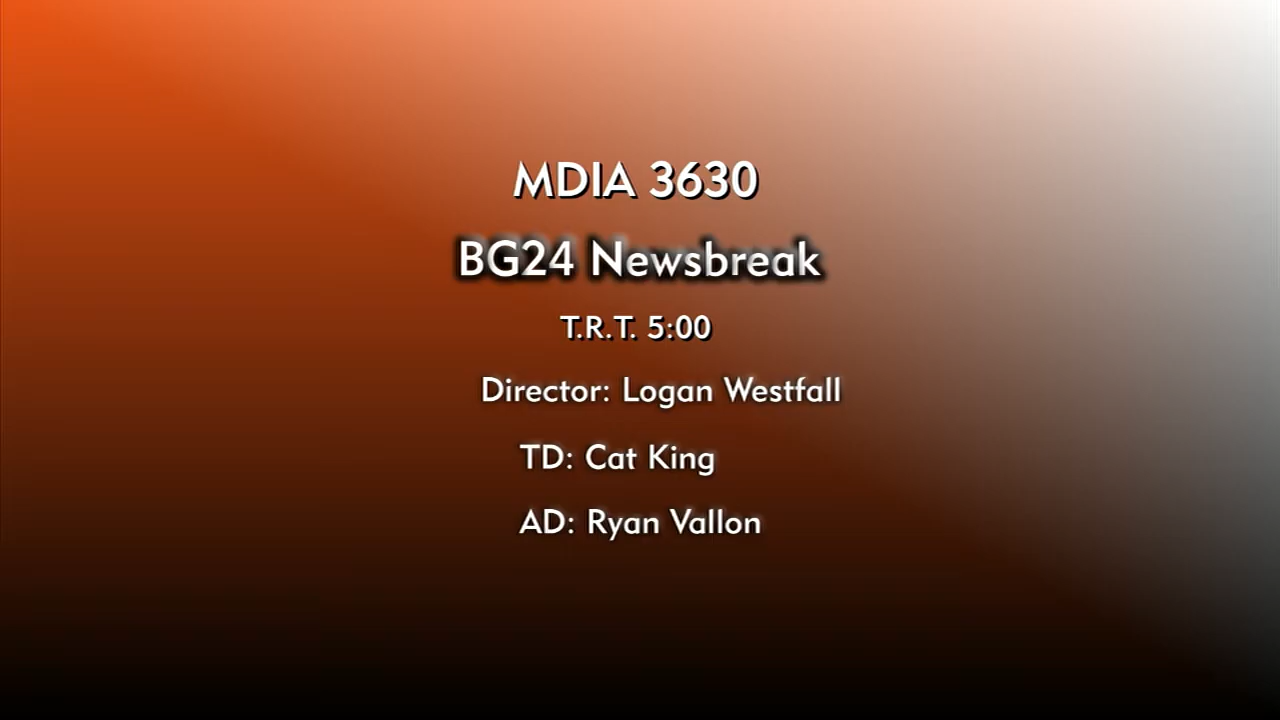 MDIA 3630
BG24 Newsbreak
T.R.T. 5:00
Director: Logan Westfall
TD: Cat King
AD: Ryan Vallon